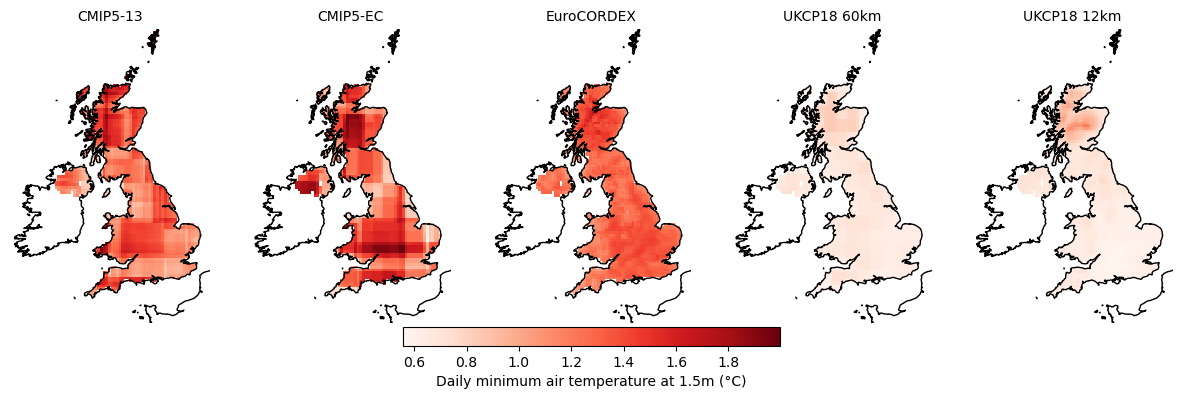 CMIP5-13
CMIP5-EC
EuroCORDEX
UKCP18 60km
UKCP18 12km
0.6
0.8
1.0
1.2
1.4
1.6
1.8
Daily minimum air temperature at 1.5m (°C)